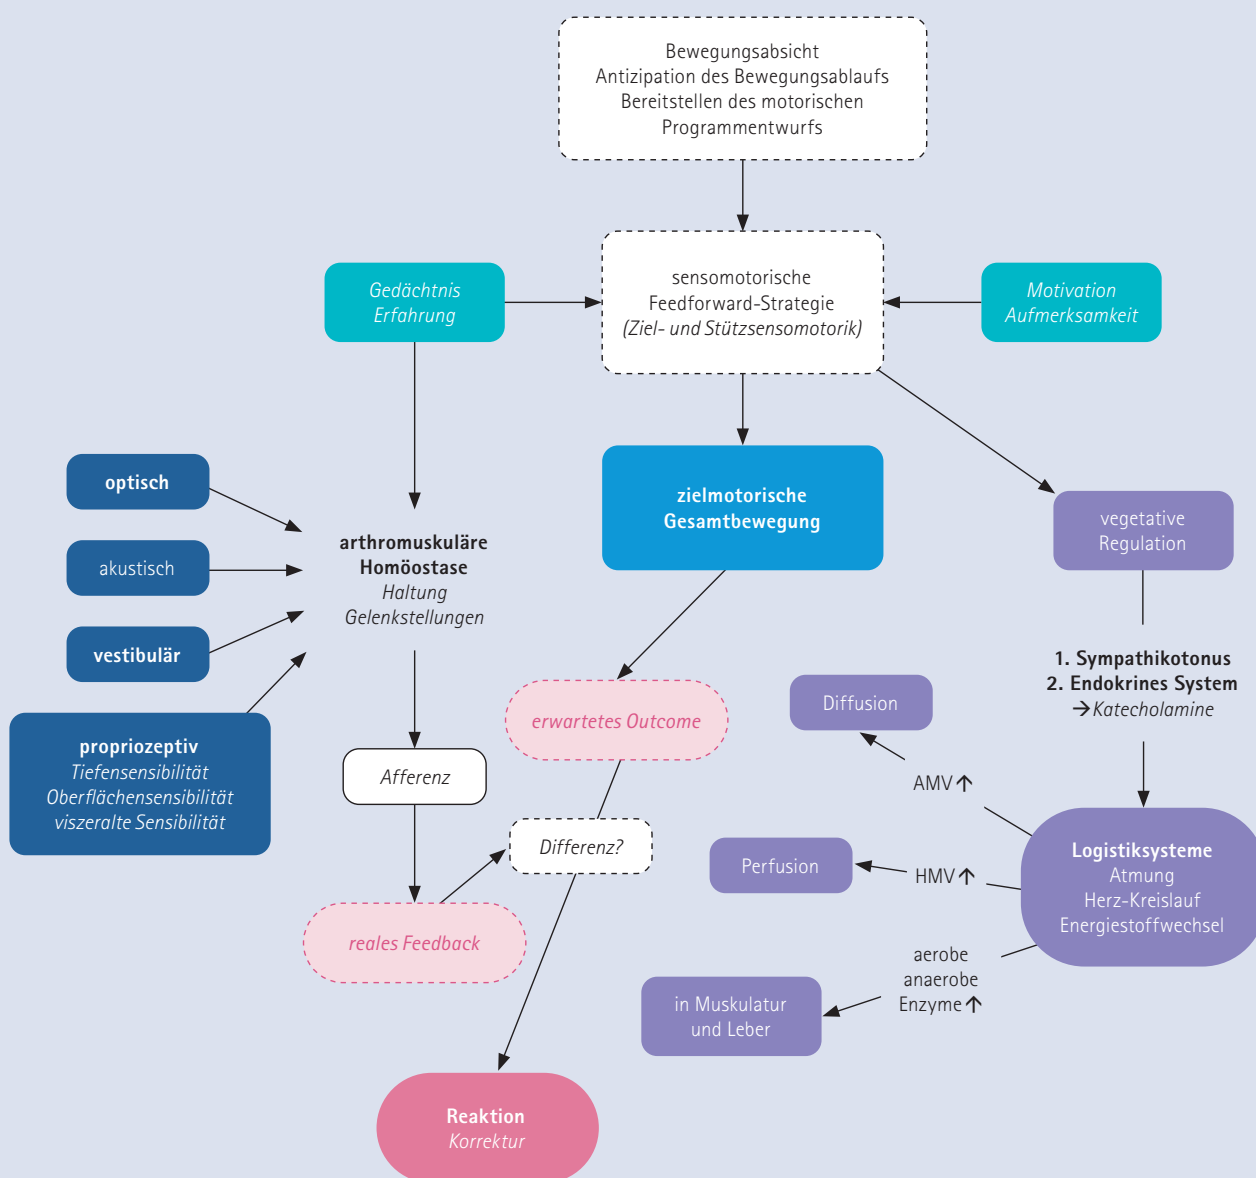 Bewegungsabsicht
Antizipation des Bewegungsablaufs
Bereitstellen des motorischen
Programmentwurfs
Gedächtnis
Erfahrung
sensomotorische
Feedforward-Strategie
(Ziel- und Stützsensomotorik)
Motivation
Aufmerksamkeit
optisch
akustisch
vestibulär
propriozeptiv
Tiefensensibilität
Oberflächensensibilität
viszeralte Sensibilität
arthromuskuläre
Homöostase
Haltung
Gelenkstellungen
zielmotorische
Gesamtbewegung
vegetative
Regulation
1. Sympathikotonus
2. Endokrines System
→ Katecholamine
erwartetes Outcome
Diffusion
AMV ↑
Afferenz
Differenz?
Perfusion
HMV ↑
Logistiksysteme
Atmung
Herz-Kreislauf
Energiestoffwechsel
reales Feedback
aerobe
anaerobe
Enzyme ↑
in Muskulatur
und Leber
Reaktion
Korrektur